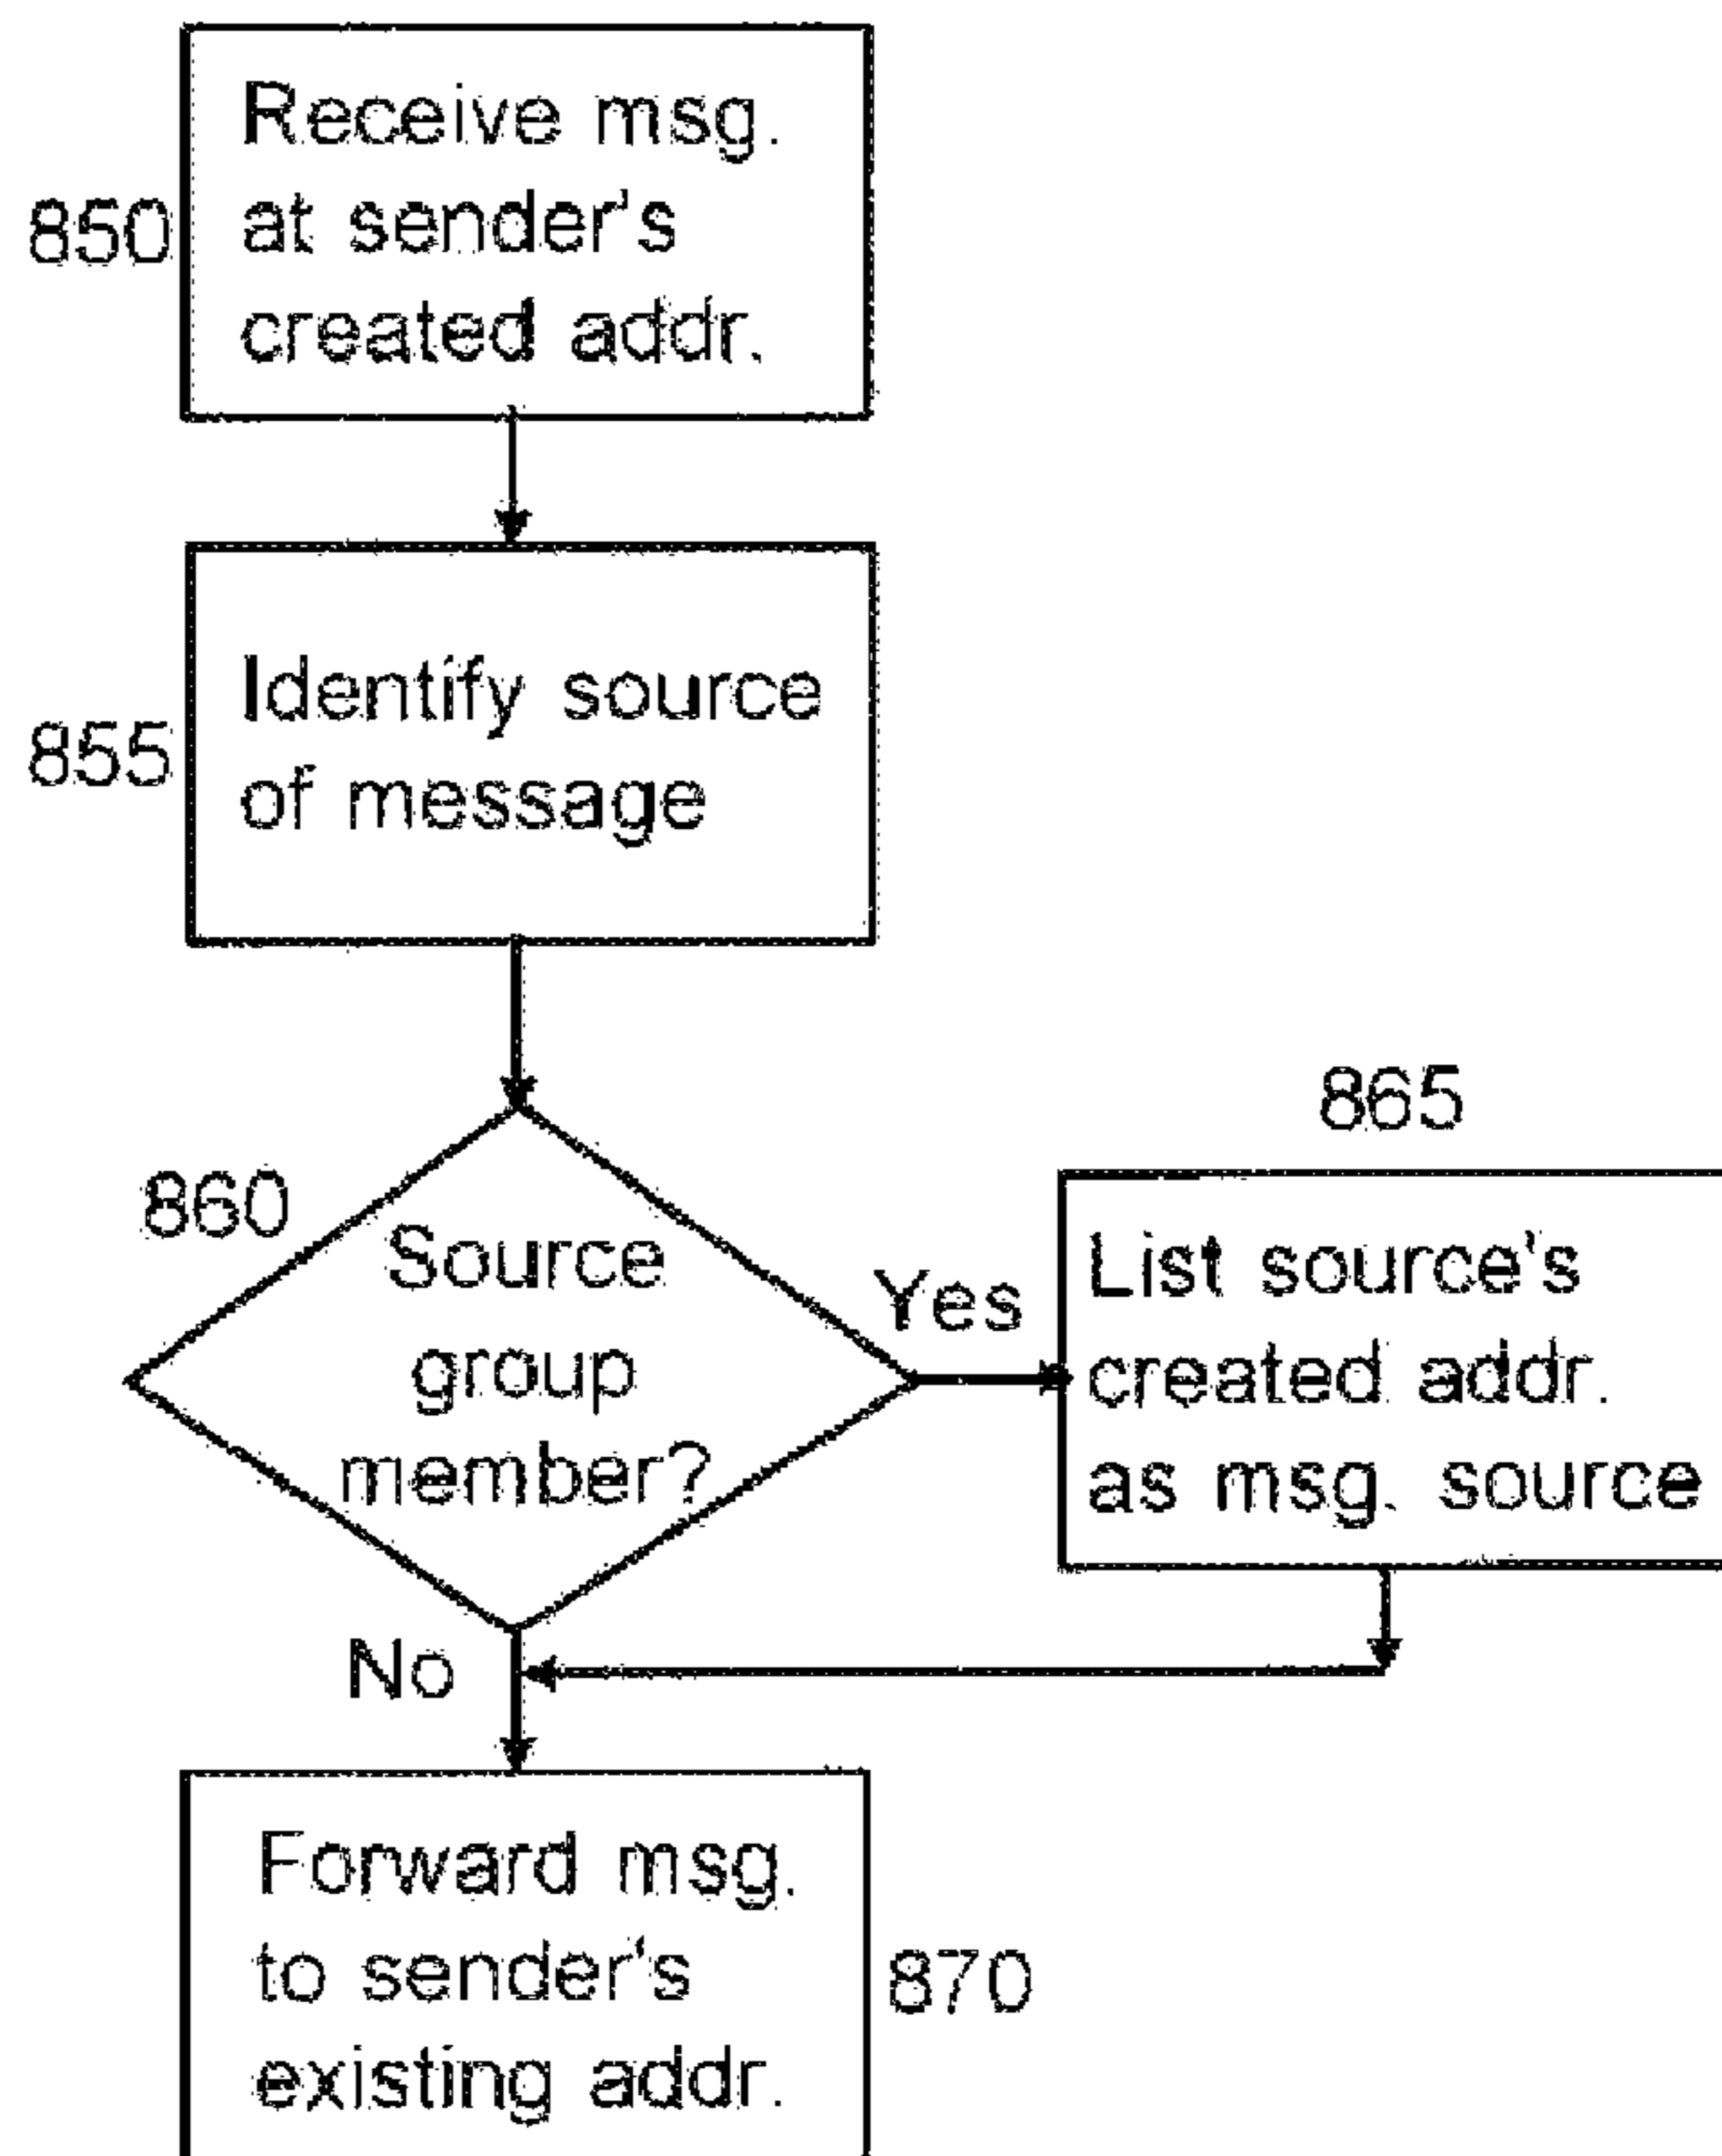 Receive msg.
at sender's
created addr.
850
Identify source
of message
855
860
Source
group
member?
Yes
865
List source's
created addr.
as msg. source
No
Forward msg.
to sender's
existing addr.
870